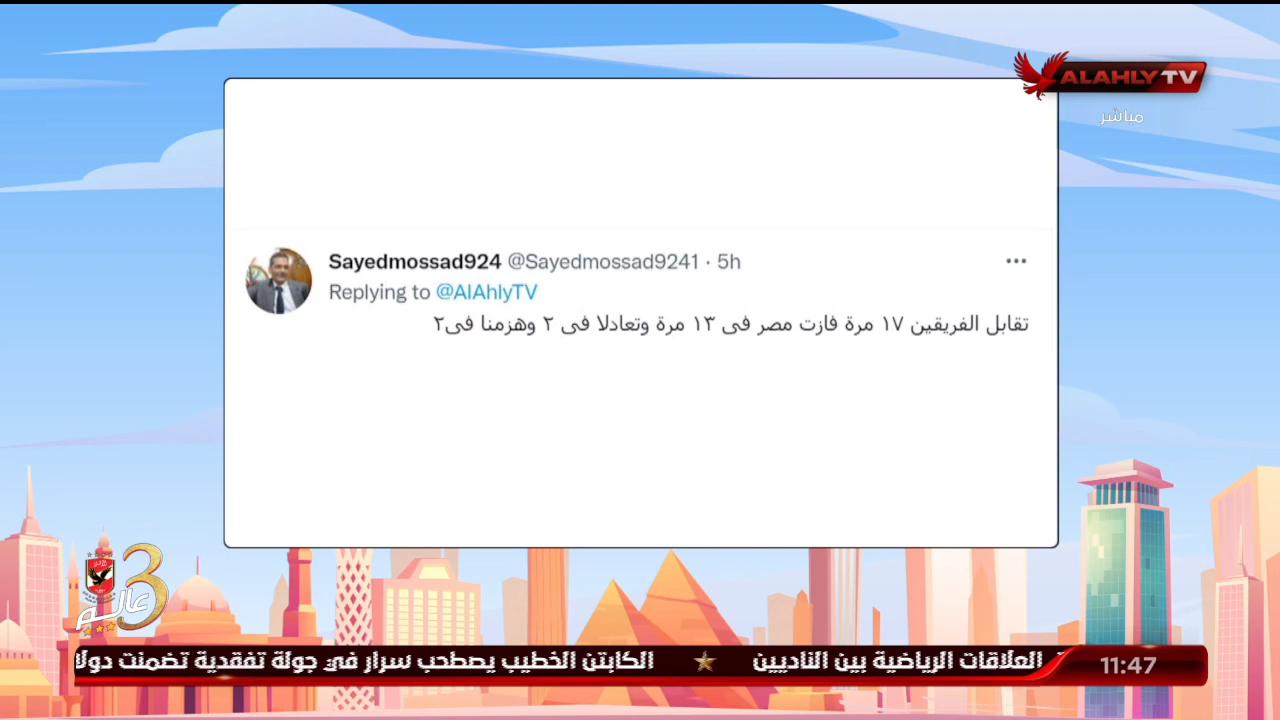 ALAHLY TV
مباشر
Sayedmossad924 @Sayedmossad9241 · 5h
Replying to @AlAhlyTV
تقابل الفريقين ١٧ مرة فازت مصر فى ١٣ مرة وتعادلا فى ٢ وهزمنا فى٢
3
عالم
العلاقات الرياضية بين الناديين ★ الكابتن الخطيب يصطحب سرار في جولة تفقدية تضمنت دولا
11:47